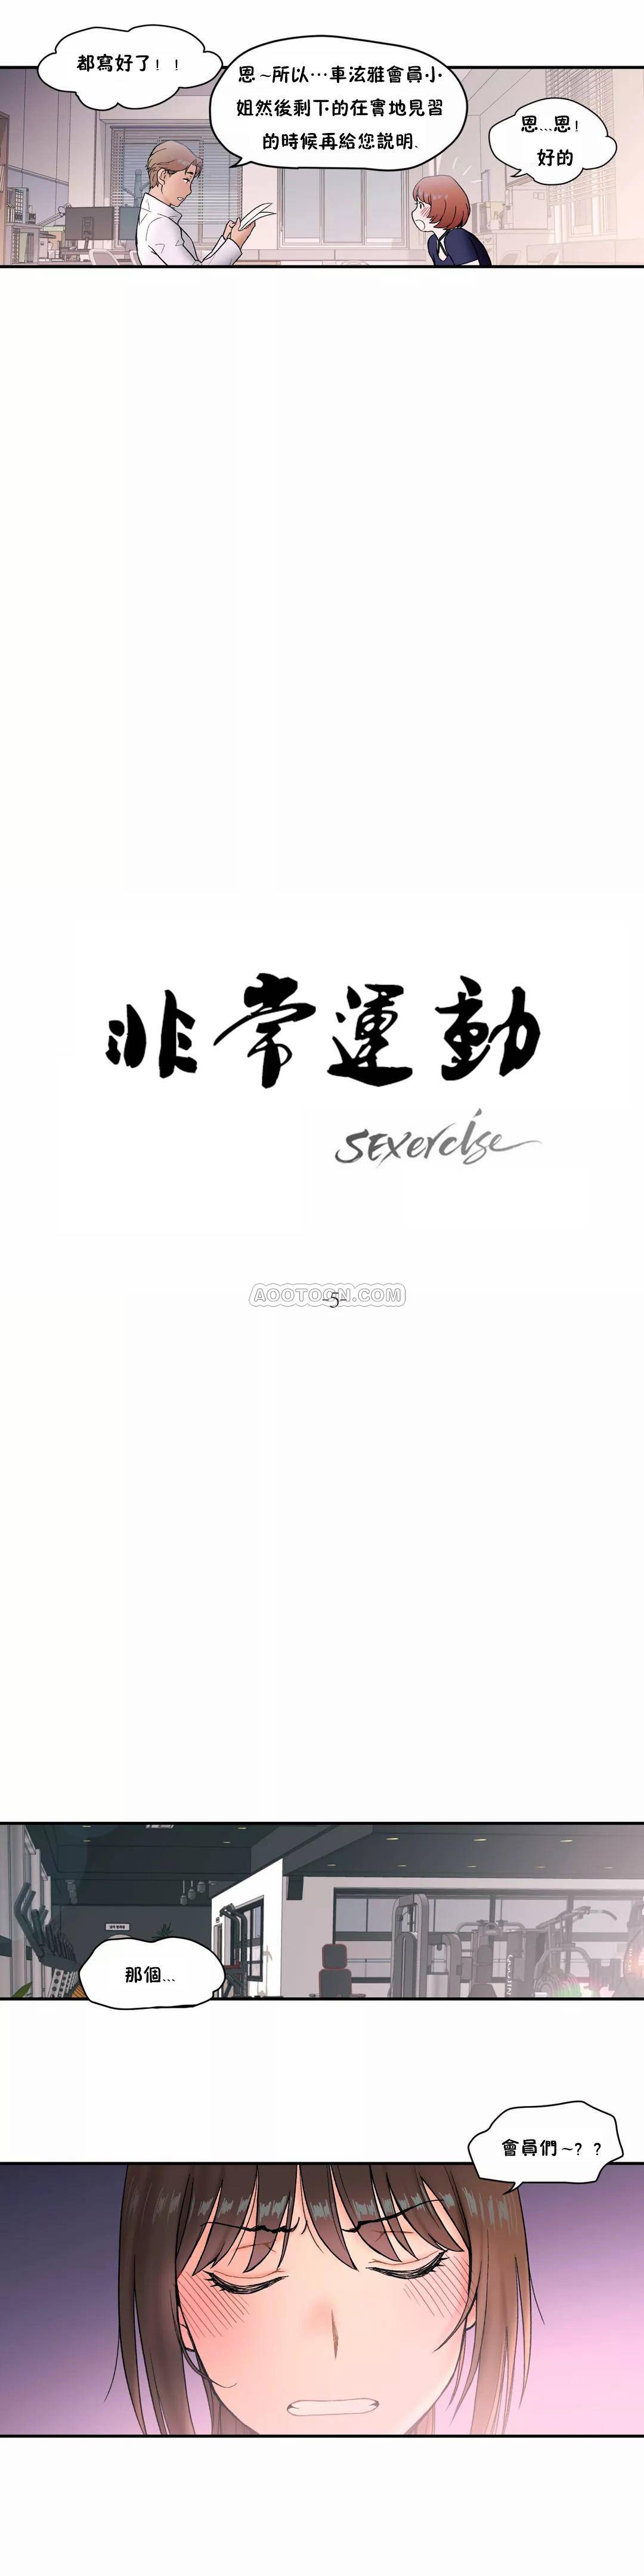 都寫好了! !
恩~所以…車泫雅會員小
姐然後剩下的在實地見習
的時候再給您説明.
恩...恩!
好的
非常運動
SEXercise
AOOTOON.COM
-5-
那個...
會員們~? ?